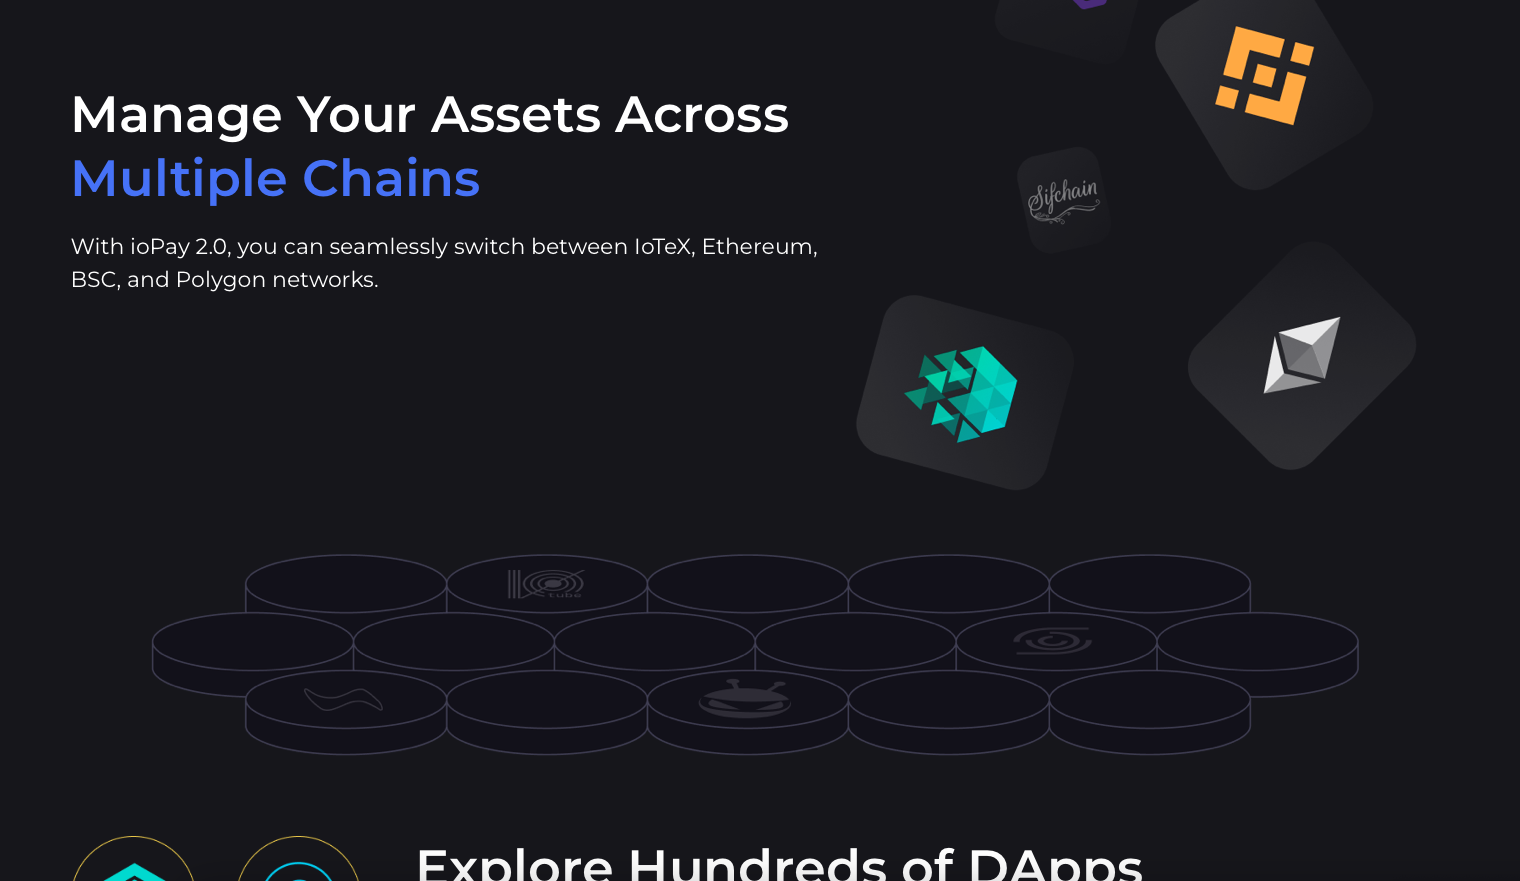 Manage Your Assets Across
Multiple Chains
With ioPay 2.0, you can seamlessly switch between IoTeX, Ethereum,
BSC, and Polygon networks.
Sifchain
tube
Explore Hundreds of DApps